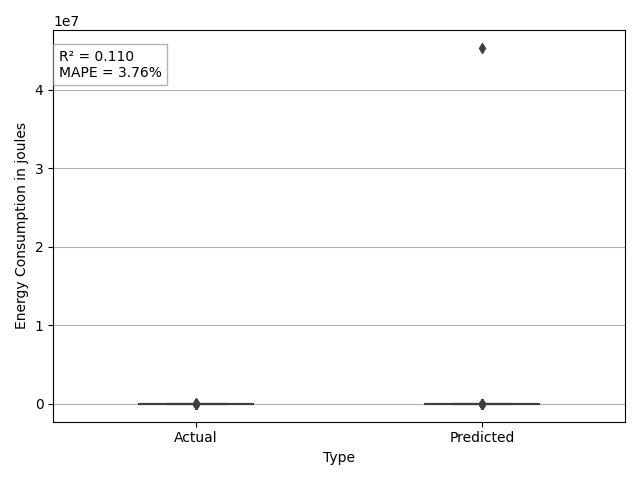 1e7
R² = 0.110
MAPE = 3.76%
4
3
2
1
0
Energy Consumption in joules
Actual
Predicted
Type